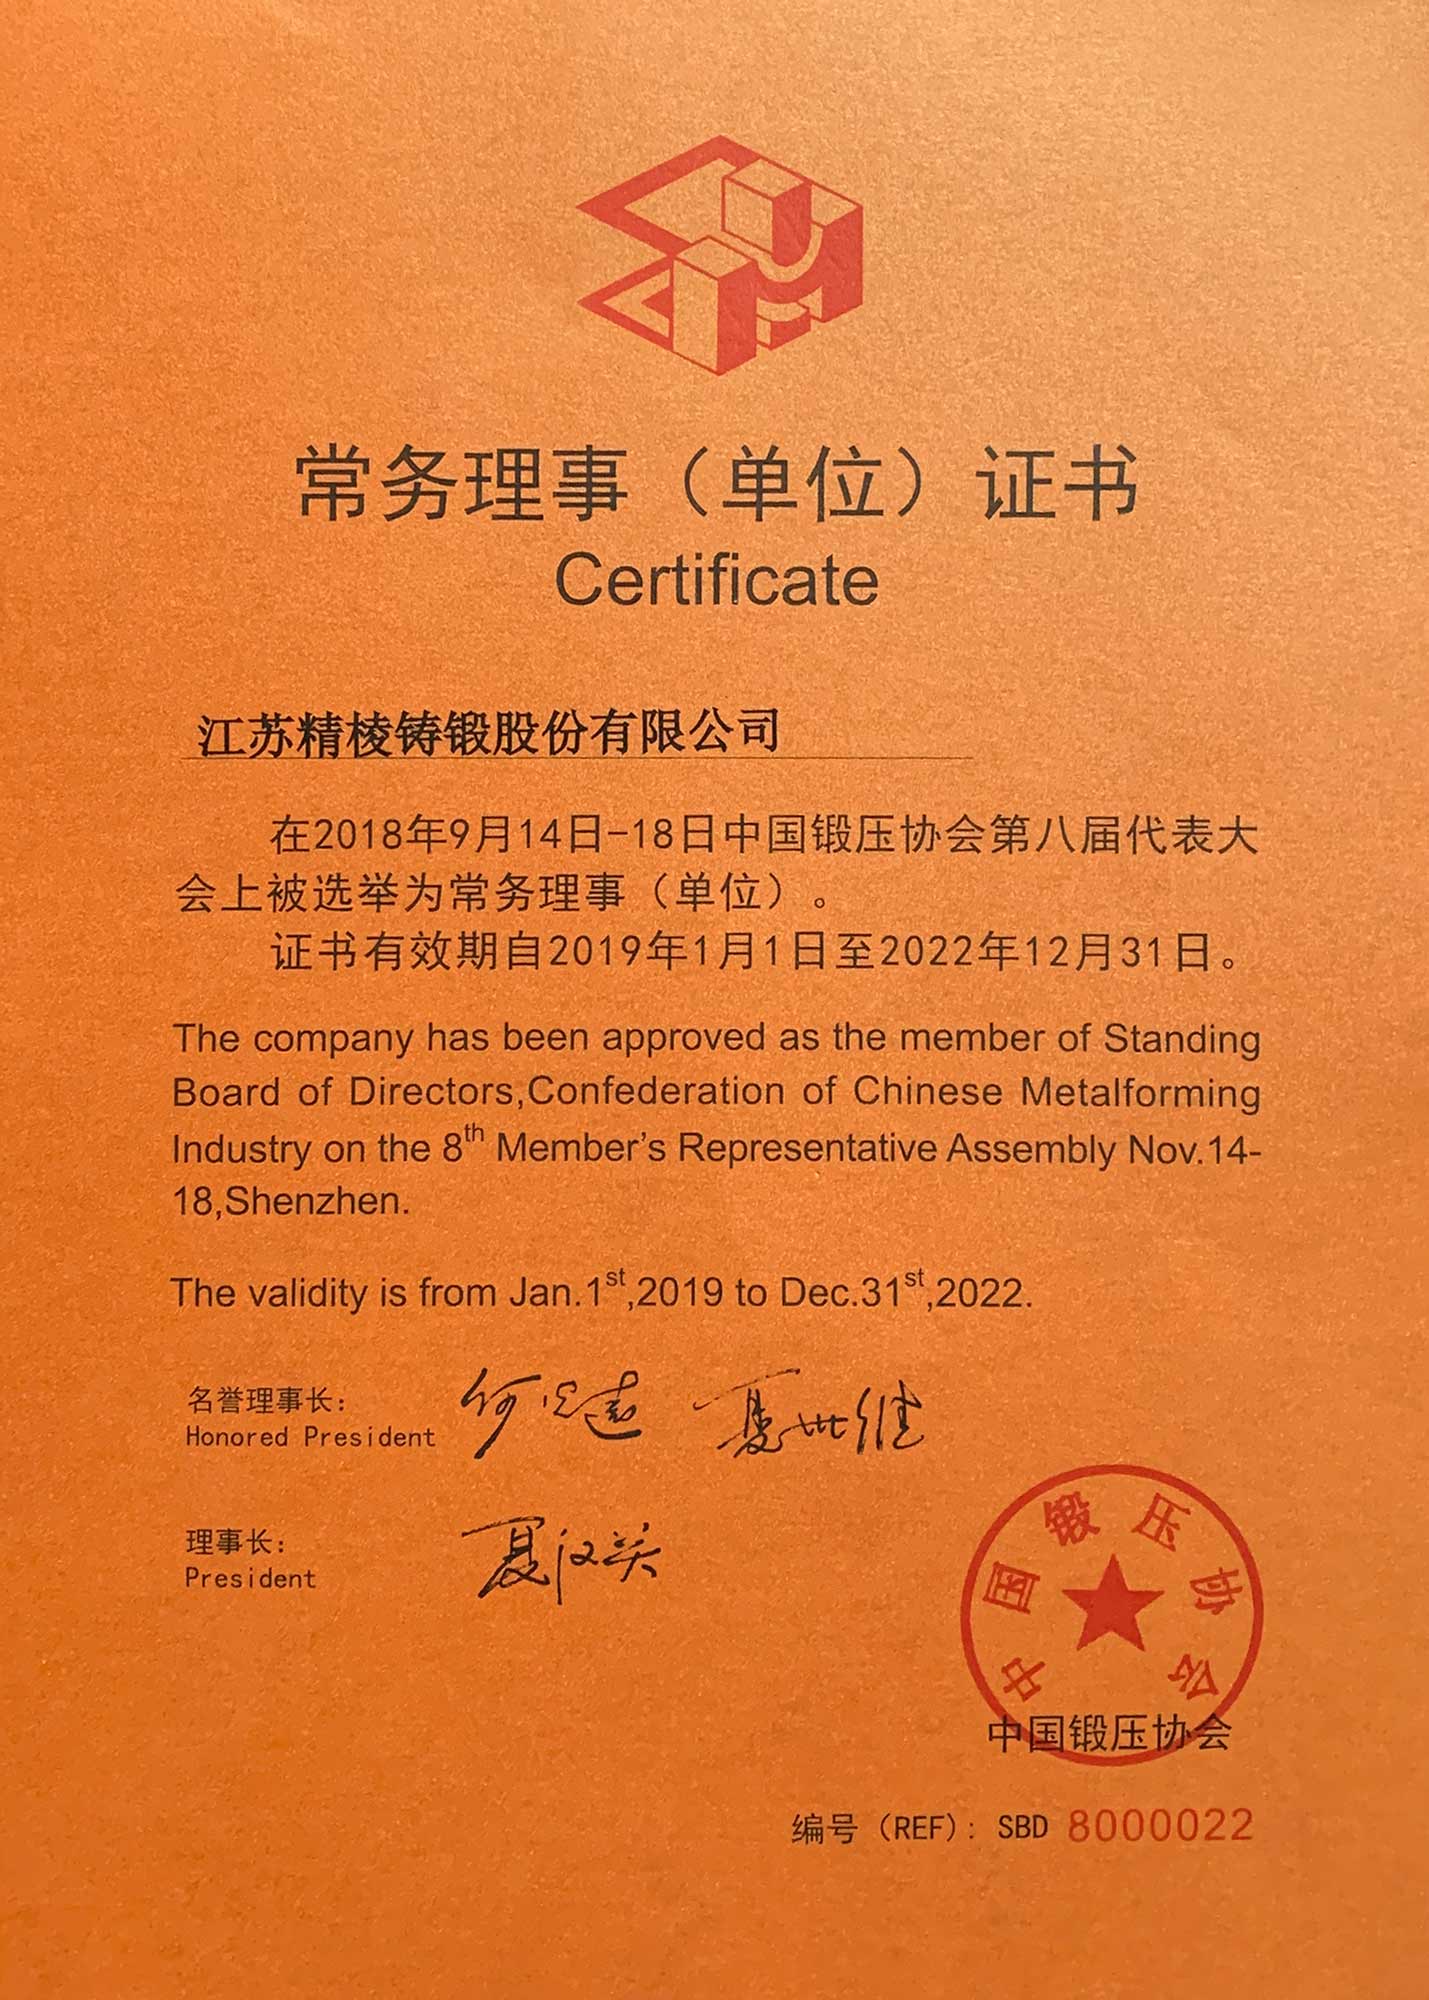 常务理事（单位）证书
Certificate
江苏精棱铸锻股份有限公司
在2018年9月14日-18日中国锻压协会第八届代表大
会上被选举为常务理事（单位）。
证书有效期自2019年1月1日至2022年12月31日。
The company has been approved as the member of Standing
Board of Directors,Confederation of Chinese Metalforming
Industry on the 8th Member's Representative Assembly Nov.14-
18,Shenzhen.
The validity is from Jan.1st,2019 to Dec.31st,2022.
名誉理事长：
Honored President
理事长：
President
中国锻压协会
中国锻压协会
编号（REF）：SBD 8000022